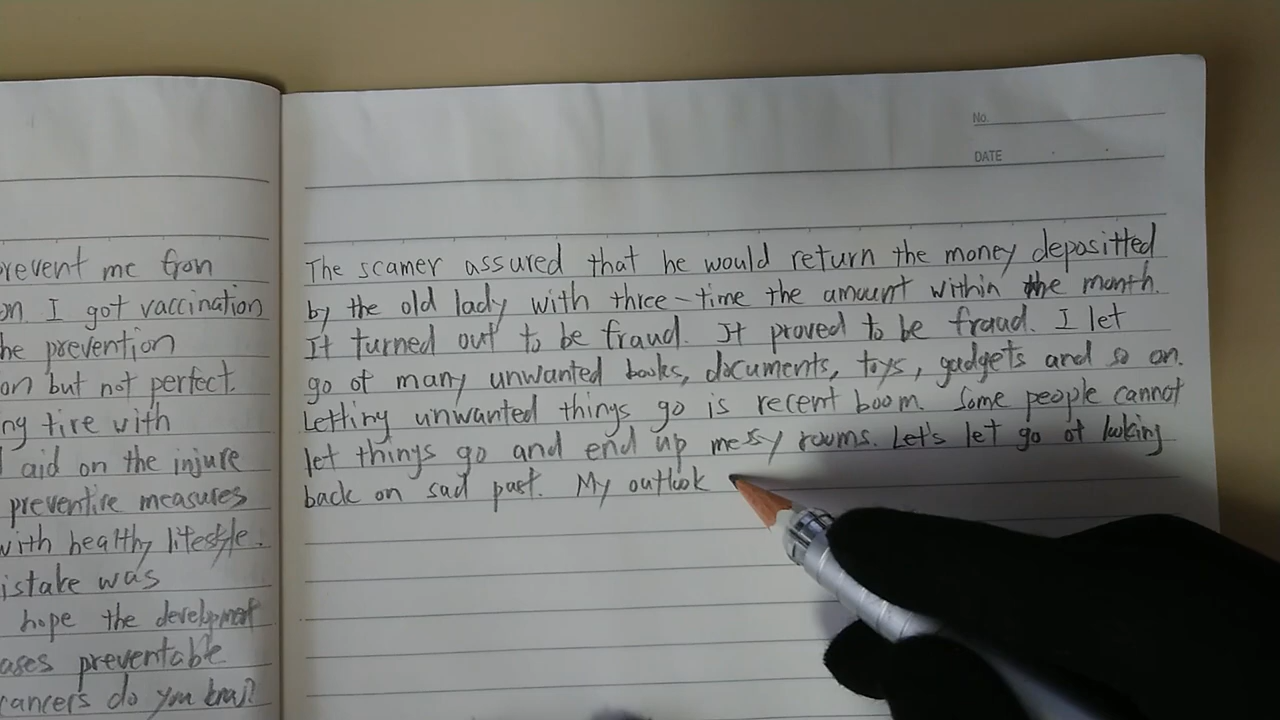 revent me fron
on. I got vaccination
he prevention
on but not perfect.
ng tire with
aid on the injure
preventive measures
with healthy lifestyle.
istake was
hope the development
ases preventable
cancers do you know?
No.
DATE
The scamer assured that he would return the money depositted
by the old lady with three-time the amount within the month.
It turned out to be fraud. It proved to be fraud. I let
go of many unwanted books, documents, toys, gadgets and so on.
Letting unwanted things go is recent boom. Some people cannot
let things go and end up messy rooms. Let's let go of looking
back on sad past. My outlook